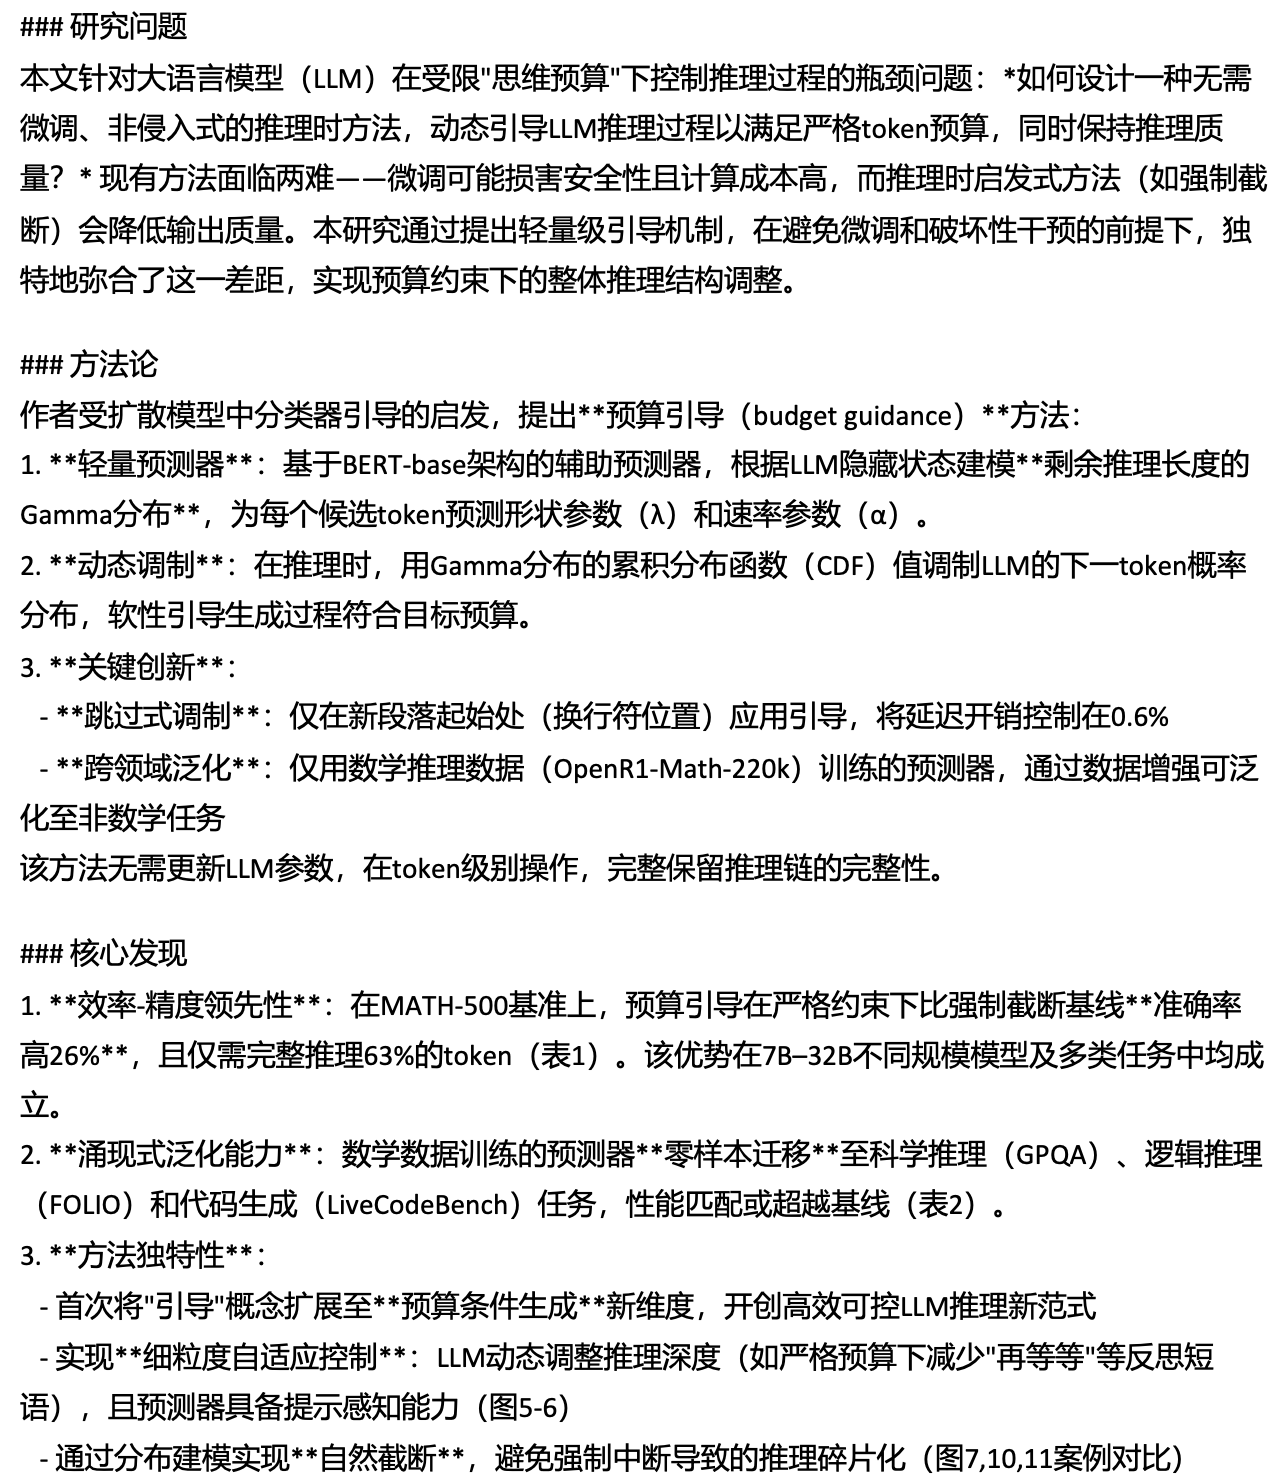 ### 研究问题
本文针对大语言模型（LLM）在受限"思维预算"下控制推理过程的瓶颈问题：*如何设计一种无需
微调、非侵入式的推理时方法，动态引导LLM推理过程以满足严格token预算，同时保持推理质
量？* 现有方法面临两难——微调可能损害安全性且计算成本高，而推理时启发式方法（如强制截
断）会降低输出质量。本研究通过提出轻量级引导机制，在避免微调和破坏性干预的前提下，独
特地弥合了这一差距，实现预算约束下的整体推理结构调整。
### 方法论
作者受扩散模型中分类器引导的启发，提出**预算引导（budget guidance）**方法：
1. **轻量预测器**：基于BERT-base架构的辅助预测器，根据LLM隐藏状态建模**剩余推理长度的
Gamma分布**，为每个候选token预测形状参数（λ）和速率参数（α）。
2. **动态调制**：在推理时，用Gamma分布的累积分布函数（CDF）值调制LLM的下一token概率
分布，软性引导生成过程符合目标预算。
3. **关键创新**：
- **跳过式调制**：仅在新段落起始处（换行符位置）应用引导，将延迟开销控制在0.6%
- **跨领域泛化**：仅用数学推理数据（OpenR1-Math-220k）训练的预测器，通过数据增强可泛
化至非数学任务
该方法无需更新LLM参数，在token级别操作，完整保留推理链的完整性。
### 核心发现
1. **效率-精度领先性**：在MATH-500基准上，预算引导在严格约束下比强制截断基线**准确率
高26%**，且仅需完整推理63%的token（表1）。该优势在7B–32B不同规模模型及多类任务中均成
立。
2. **涌现式泛化能力**：数学数据训练的预测器**零样本迁移**至科学推理（GPQA）、逻辑推理
（FOLIO）和代码生成（LiveCodeBench）任务，性能匹配或超越基线（表2）。
3. **方法独特性**：
- 首次将"引导"概念扩展至**预算条件生成**新维度，开创高效可控LLM推理新范式
- 实现**细粒度自适应控制**：LLM动态调整推理深度（如严格预算下减少"再等等"等反思短
语），且预测器具备提示感知能力（图5-6）
- 通过分布建模实现**自然截断**，避免强制中断导致的推理碎片化（图7,10,11案例对比）